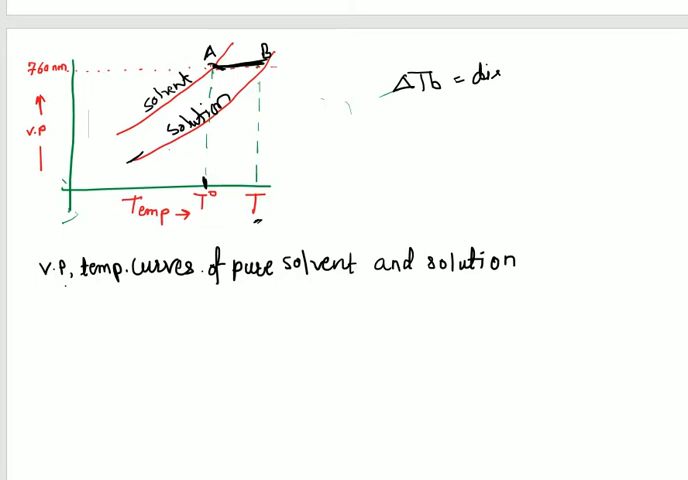 A B
760 mm
solvent
solution
V.P
Temp → T° T
ΔTb = dis
V.P, temp. curves of pure solvent and solution